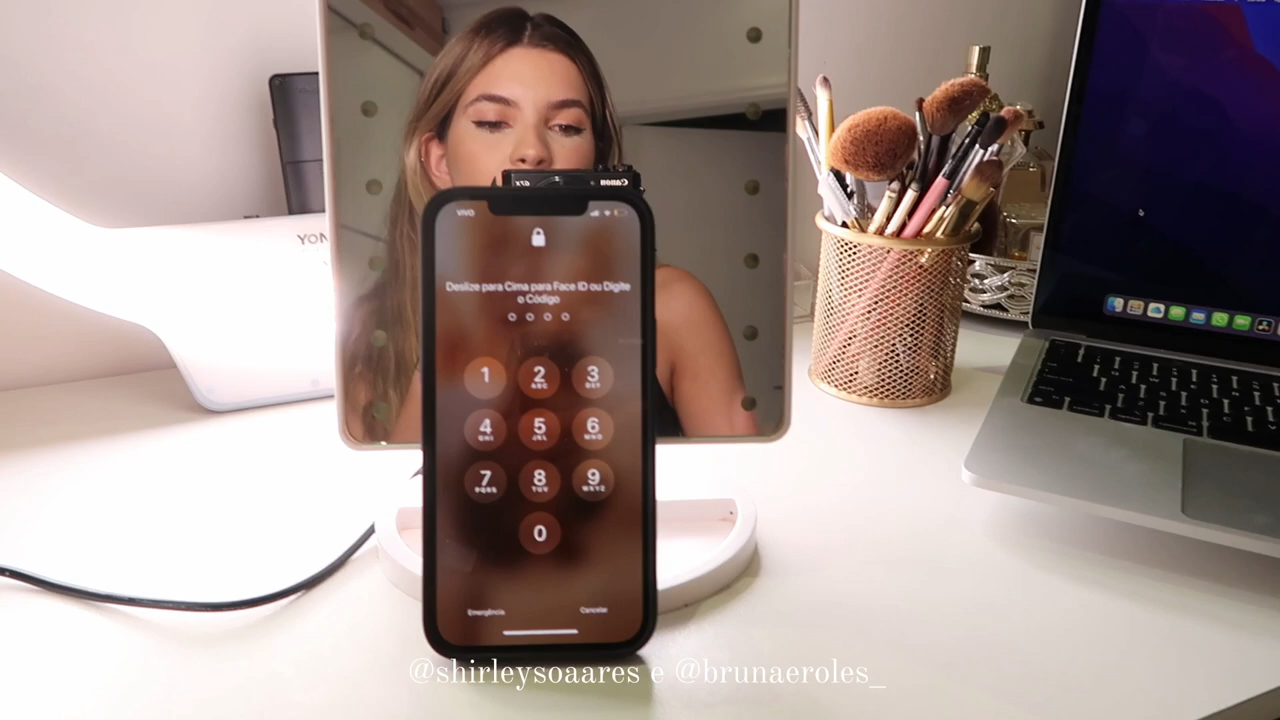 YON
Canon
G7X
VIVO
Deslize para Cima para Face ID ou Digite
o Código
1
2
ABC
3
DEF
4
GHI
5
JKL
6
MNO
7
PQRS
8
TUV
9
WXYZ
0
Emergência
Cancelar
@shirleysoaares e @brunaeroles_